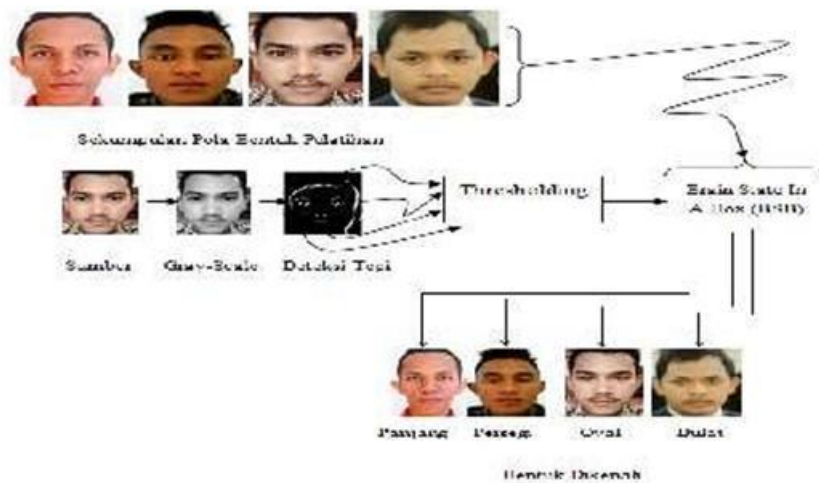 Sekumpulan Pola Bentuk Pelatihan
Thresholding
Brain State In
A Box (BSB)
Sumber
Gray-Scale
Deteksi Tepi
Panjang
Persegi
Oval
Bulat
Bentuk Dikenali